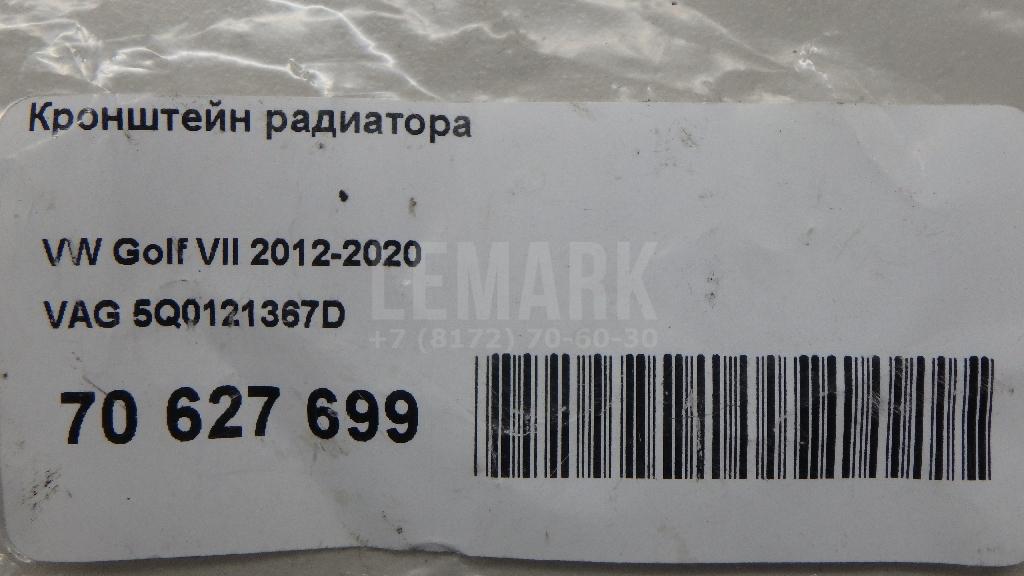 Кронштейн радиатора
VW Golf VII 2012-2020
LEMARK
VAG 5Q0121367D
+7 (8172) 70-60-30
70 627 699